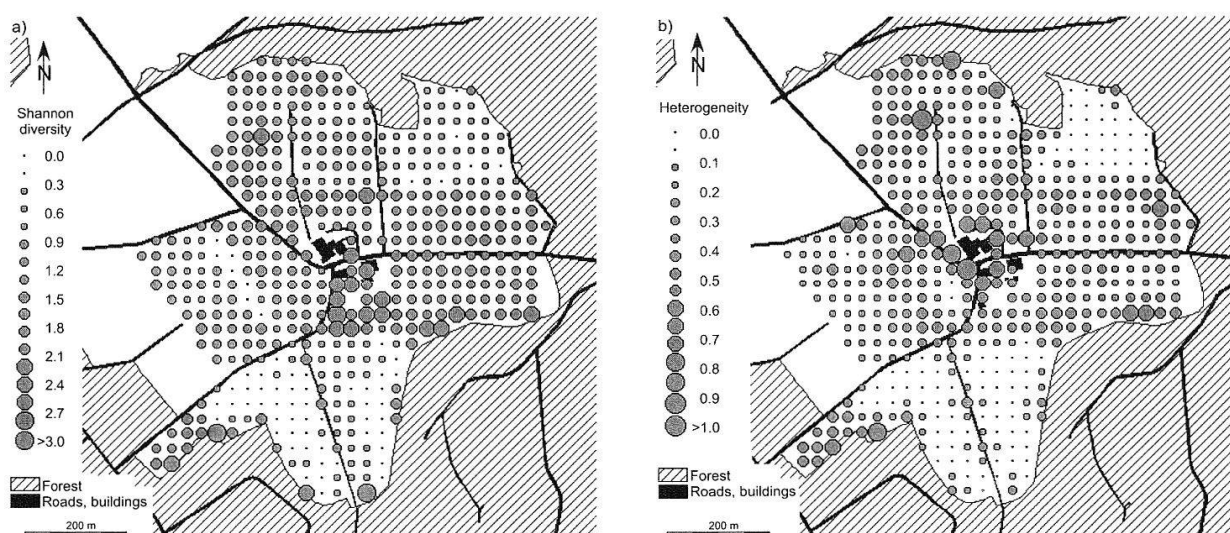 a)
N
Shannon
diversity
0.0
0.3
0.6
0.9
1.2
1.5
1.8
2.1
2.4
2.7
>3.0
Forest
Roads, buildings
200 m
b)
N
Heterogeneity
0.0
0.1
0.2
0.3
0.4
0.5
0.6
0.7
0.8
0.9
>1.0
Forest
Roads, buildings
200 m